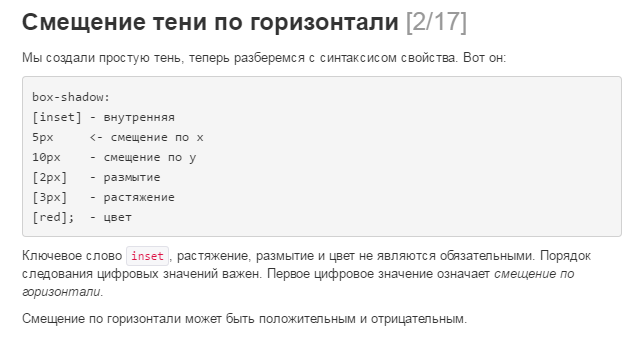 Смещение тени по горизонтали [2/17]
Мы создали простую тень, теперь разберемся с синтаксисом свойства. Вот он:
box-shadow:
[inset] - внутренняя
5px     <- смещение по x
10px    - смещение по y
[2px]   - размытие
[3px]   - растяжение
[red];  - цвет
Ключевое слово inset, растяжение, размытие и цвет не являются обязательными. Порядок
следования цифровых значений важен. Первое цифровое значение означает смещение по
горизонтали.
Смещение по горизонтали может быть положительным и отрицательным.